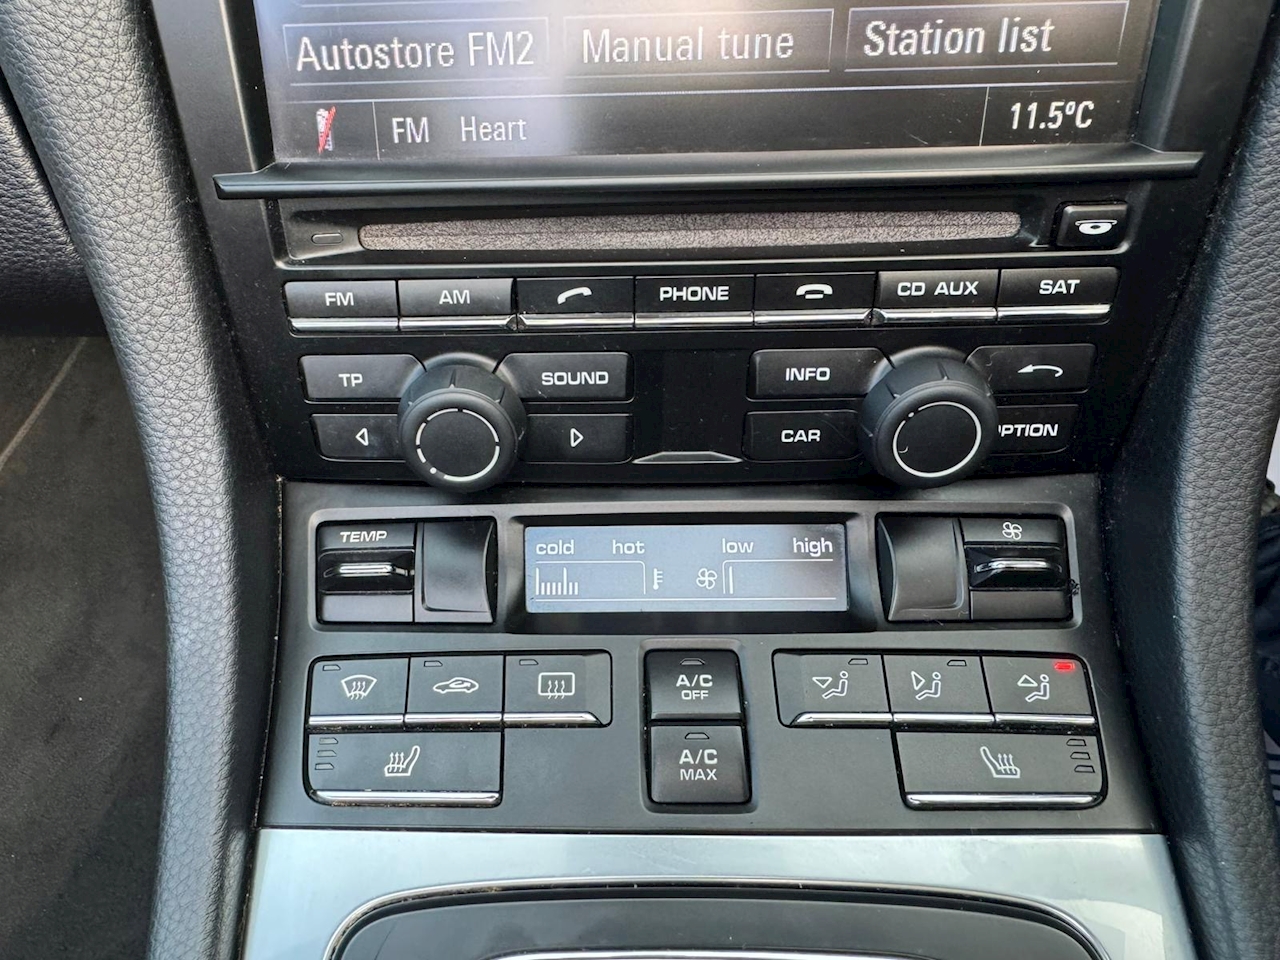 Autostore FM2 Manual tune Station list
FM Heart 11.5ºC
FM AM PHONE CD AUX SAT
TP SOUND INFO
CAR PTION
TEMP
cold hot low high
A/C
OFF
A/C
MAX